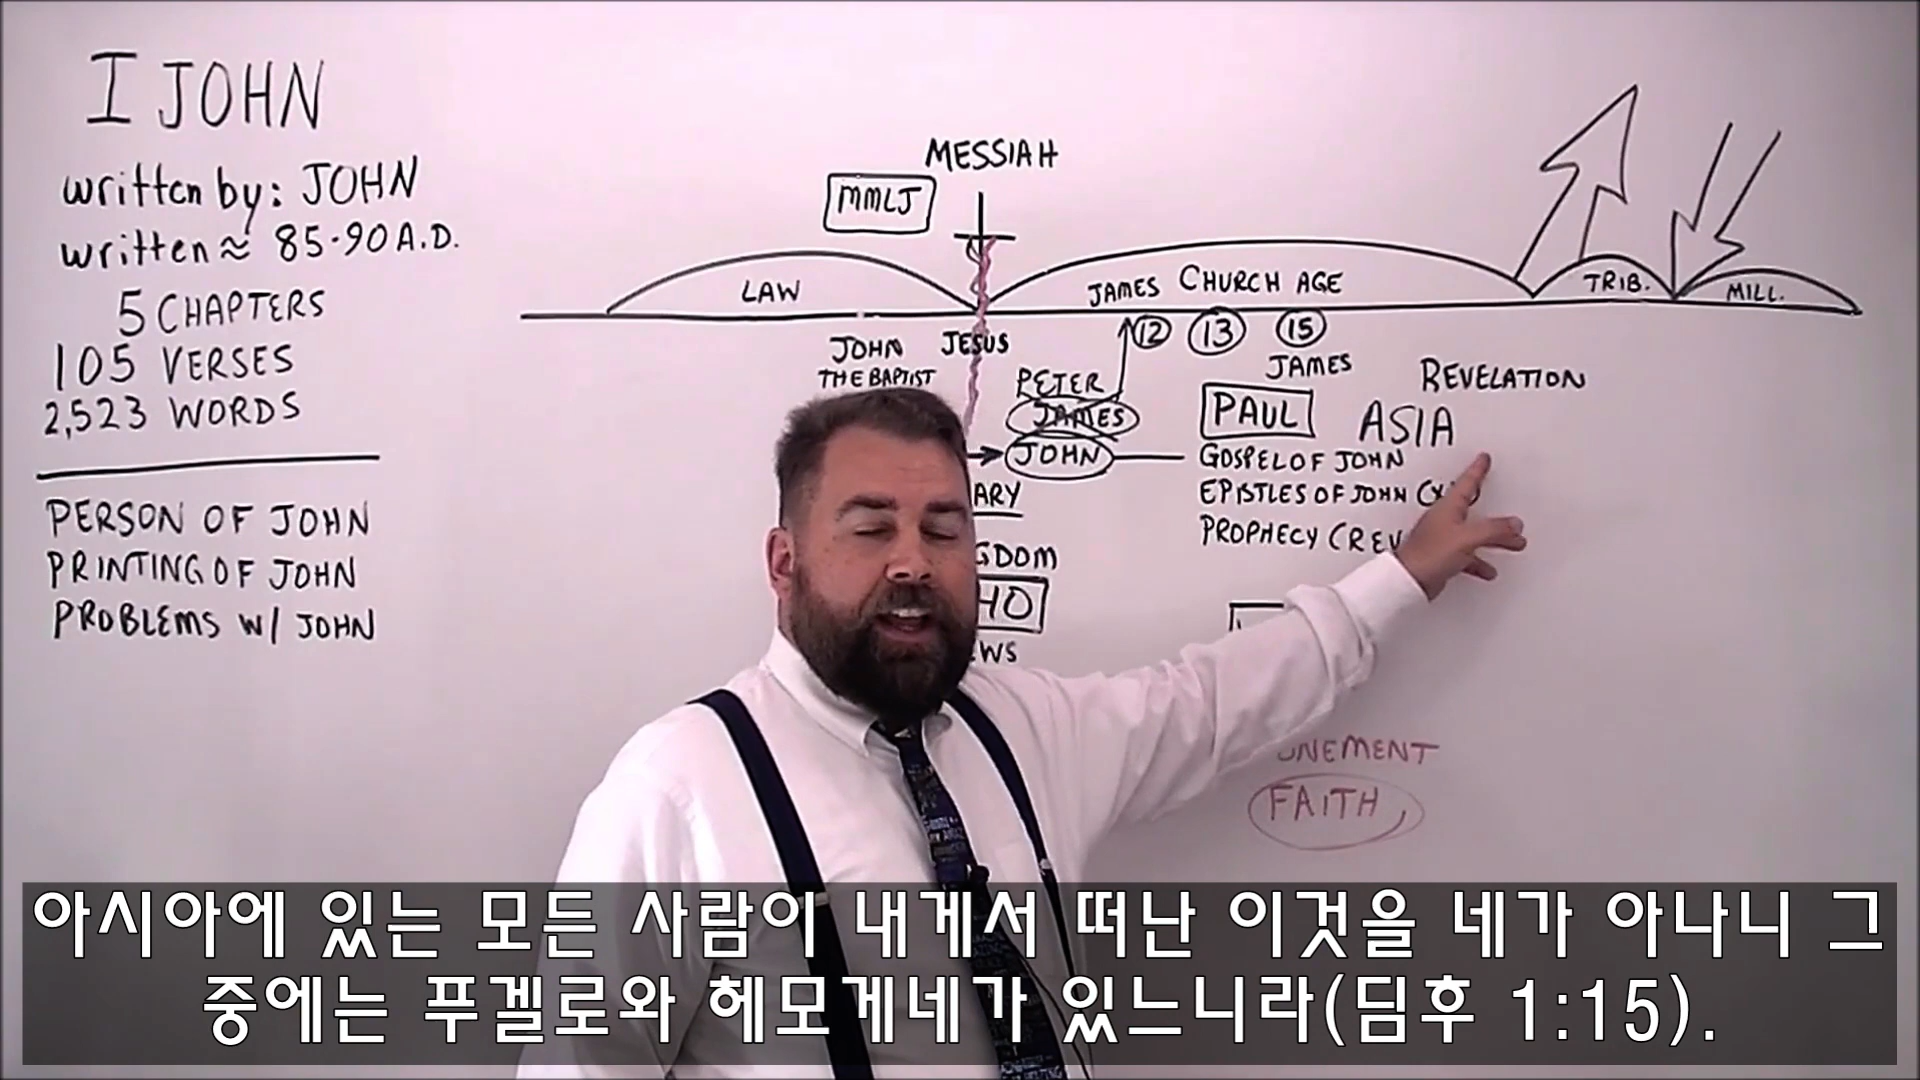 I JOHN
written by: JOHN
written ≈ 85-90 A.D.
5 CHAPTERS
105 VERSES
2,523 WORDS
PERSON OF JOHN
PRINTING OF JOHN
PROBLEMS W/ JOHN
MESSIAH
MMLJ
LAW
JAMES CHURCH AGE
TRIB.
MILL.
12 13 15
JOHN THE BAPTIST
JESUS
PETER
JAMES
JOHN
JAMES
PAUL
ASIA
REVELATION
GOSPEL OF JOHN
EPISTLES OF JOHN
PROPHECY (REV
FAITH
아시아에 있는 모든 사람이 내게서 떠난 이것을 네가 아나니 그
중에는 푸겔로와 헤모게네가 있느니라(딤후 1:15).